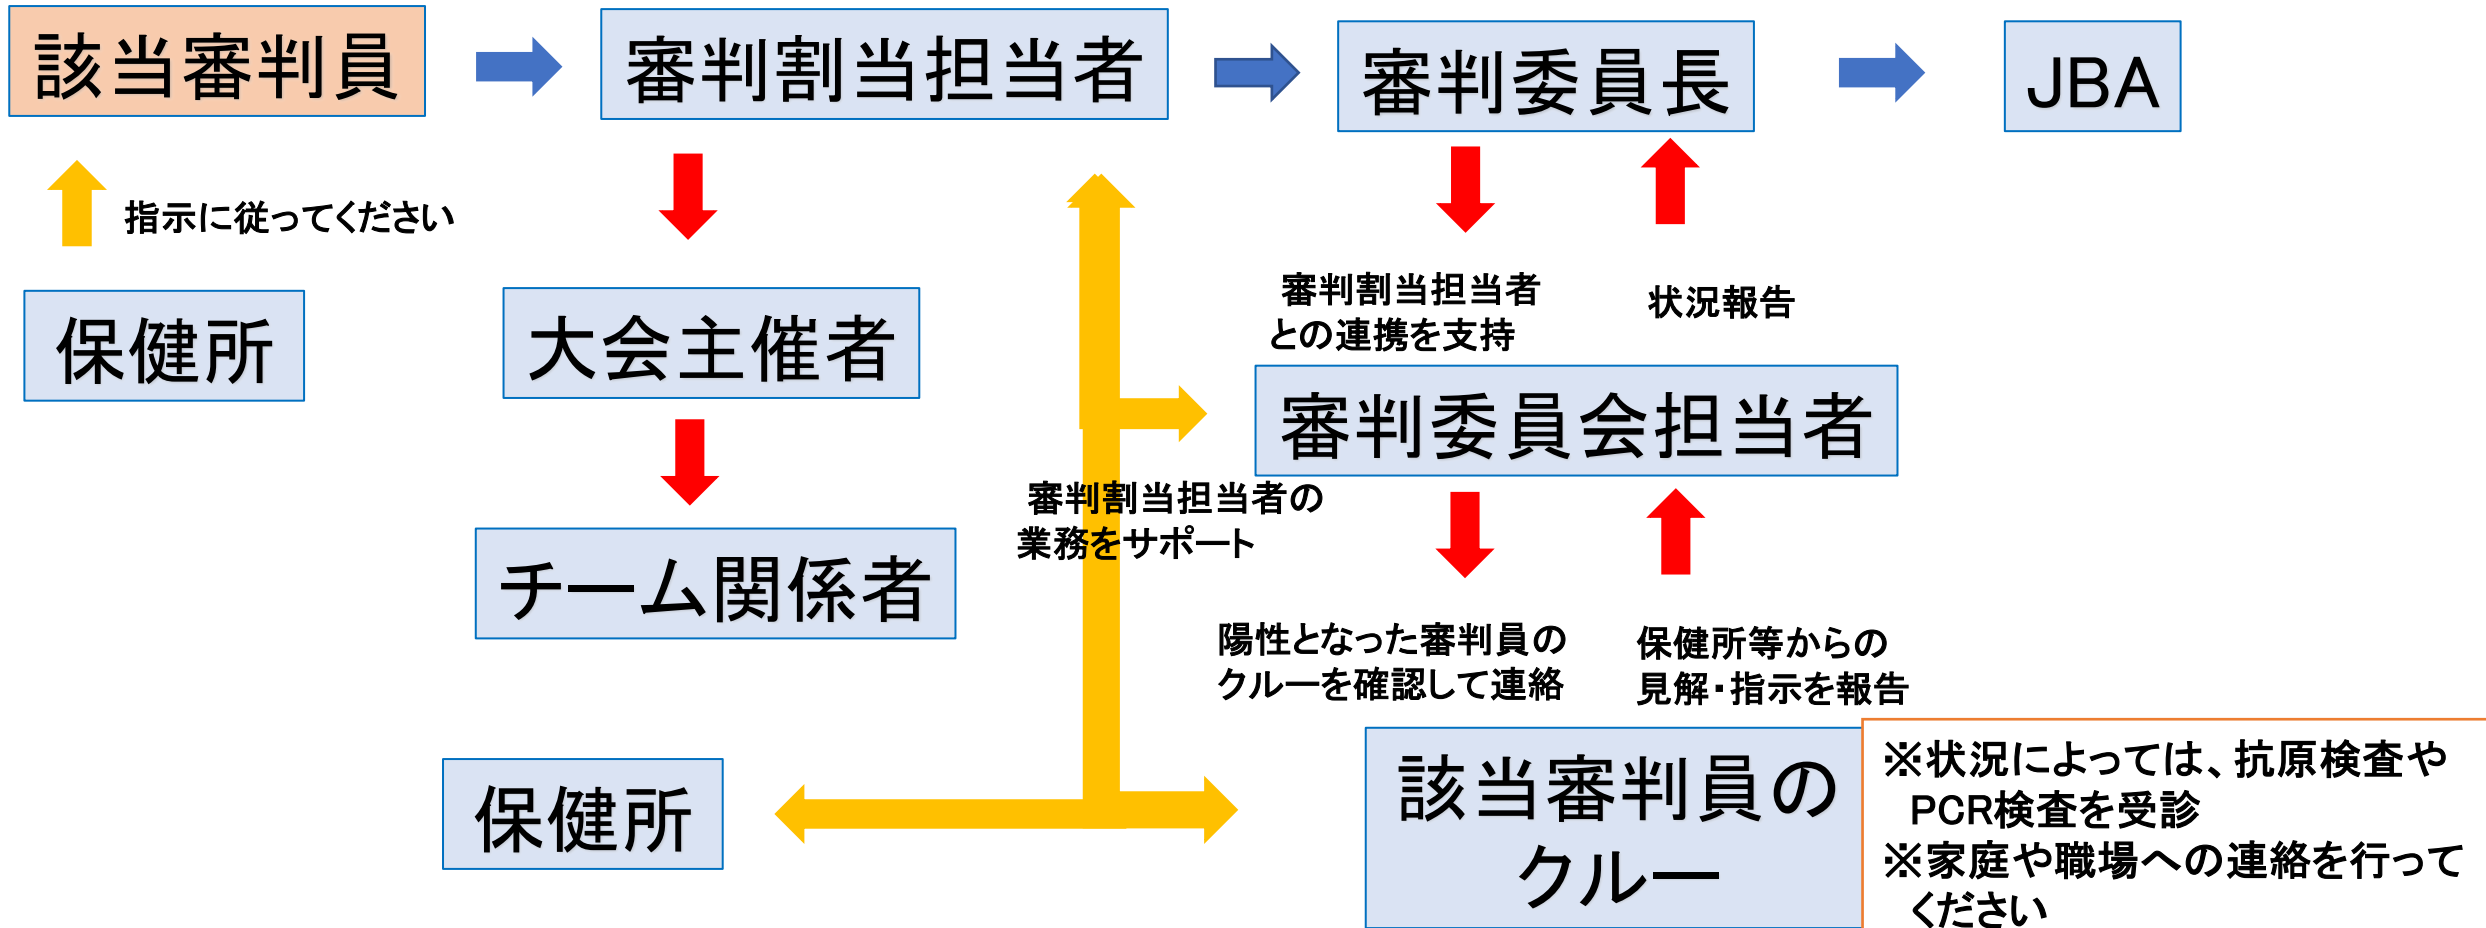 該当審判員
審判割当担当者
審判委員長
JBA
指示に従ってください
保健所
大会主催者
審判割当担当者
との連携を支持
状況報告
審判委員会担当者
審判割当担当者の
業務をサポート
チーム関係者
陽性となった審判員の
クルーを確認して連絡
保健所等からの
見解・指示を報告
保健所
該当審判員の
クルー
※状況によっては、抗原検査や
PCR検査を受診
※家庭や職場への連絡を行って
ください